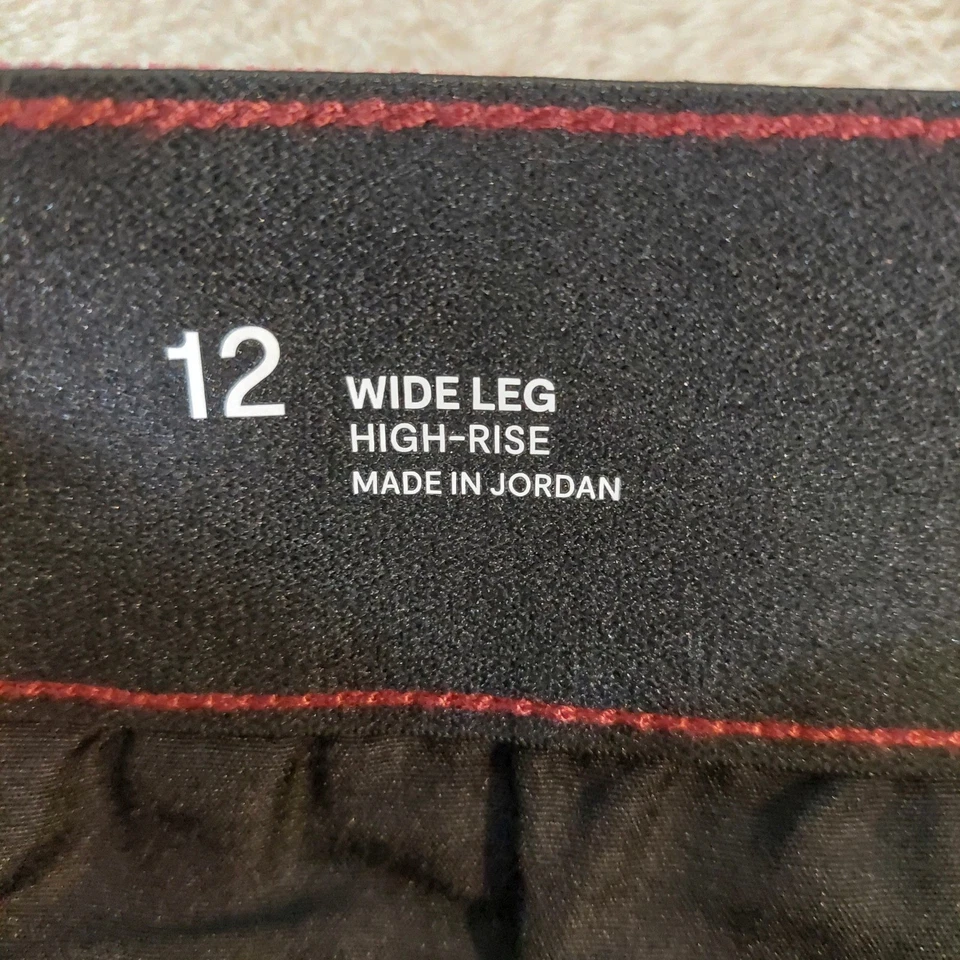 12
WIDE LEG
HIGH-RISE
MADE IN JORDAN